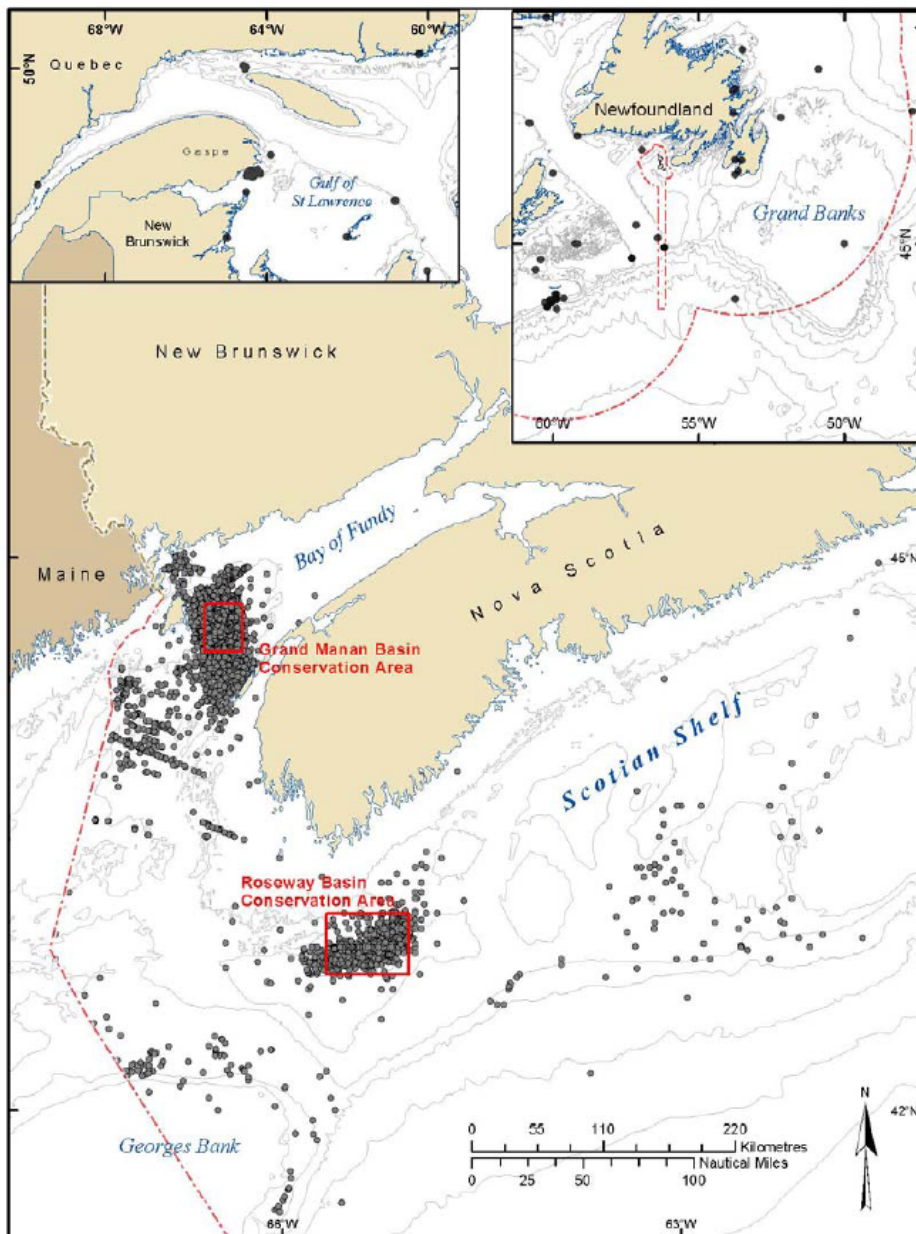 68°W
64°W
60°W
50°N
Quebec
Gaspe
Gulf of
St Lawrence
New
Brunswick
Newfoundland
Grand Banks
45°N
60°W
55°W
50°W
New Brunswick
Maine
Bay of Fundy
Nova Scotia
45°N
Grand Manan Basin
Conservation Area
Scotian Shelf
Roseway Basin
Conservation Area
Georges Bank
42°N
N
0 55 110 220
Kilometres
Nautical Miles
0 25 50 100
66°W
63°W